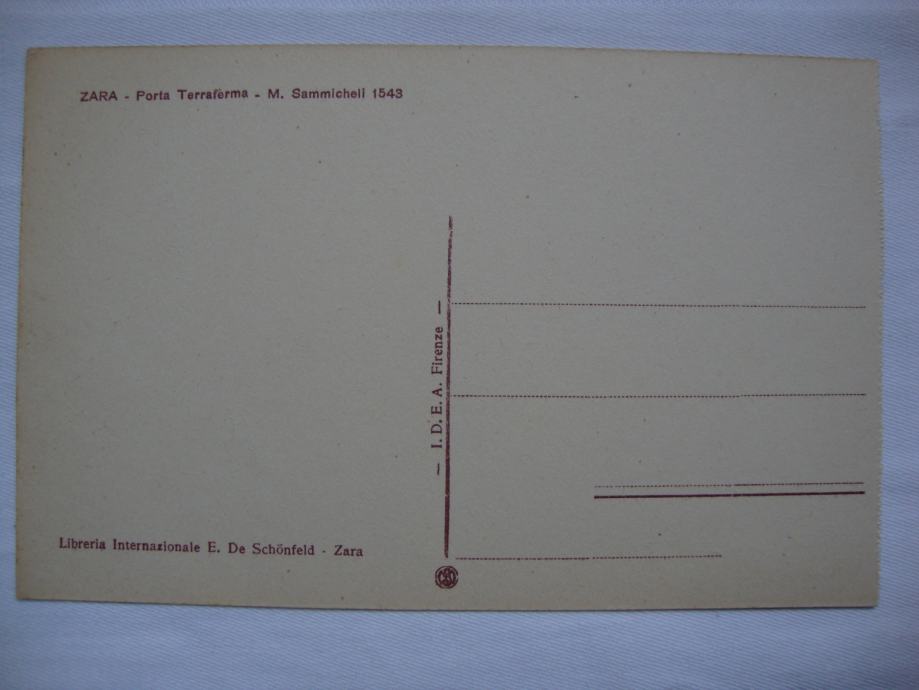 ZARA - Porta Terraferma - M. Sammicheli 1543
— I. D. E. A. Firenze —
Libreria Internazionale E. De Schönfeld - Zara